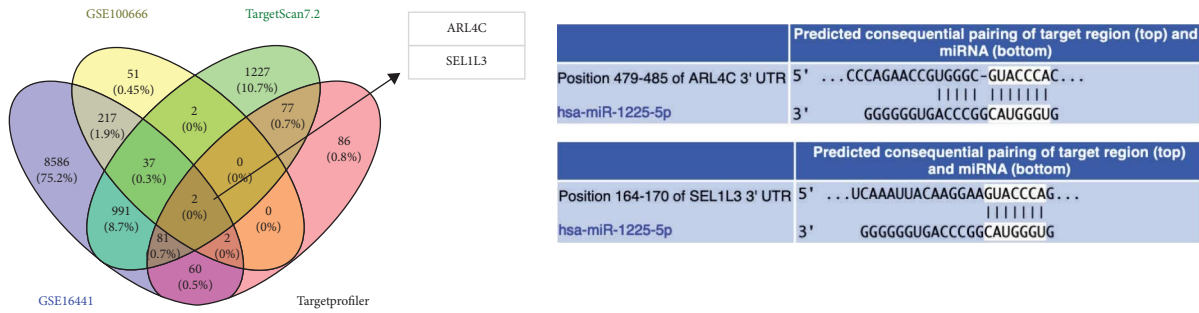 GSE100666
TargetScan7.2
ARL4C
SEL1L3
51
(0.45%)
1227
(10.7%)
217
(1.9%)
2
(0%)
77
(0.7%)
8586
(75.2%)
37
(0.3%)
0
(0%)
86
(0.8%)
991
(8.7%)
2
(0%)
0
(0%)
81
(0.7%)
2
(0%)
60
(0.5%)
GSE16441
Targetprofiler
Predicted consequential pairing of target region (top) and
miRNA (bottom)
Position 479-485 of ARL4C 3' UTR 5' ...CCCAGAACCGUGGGC-GUACCCAC...
||||| |||||||
hsa-miR-1225-5p 3' GGGGGGUGACCCGGCAUGGGUG
Predicted consequential pairing of target region (top)
and miRNA (bottom)
Position 164-170 of SEL1L3 3' UTR 5' ...UCAAAUUACAAGGAAGUACCCAG...
|||||||
hsa-miR-1225-5p 3' GGGGGGUGACCCGGCAUGGGUG